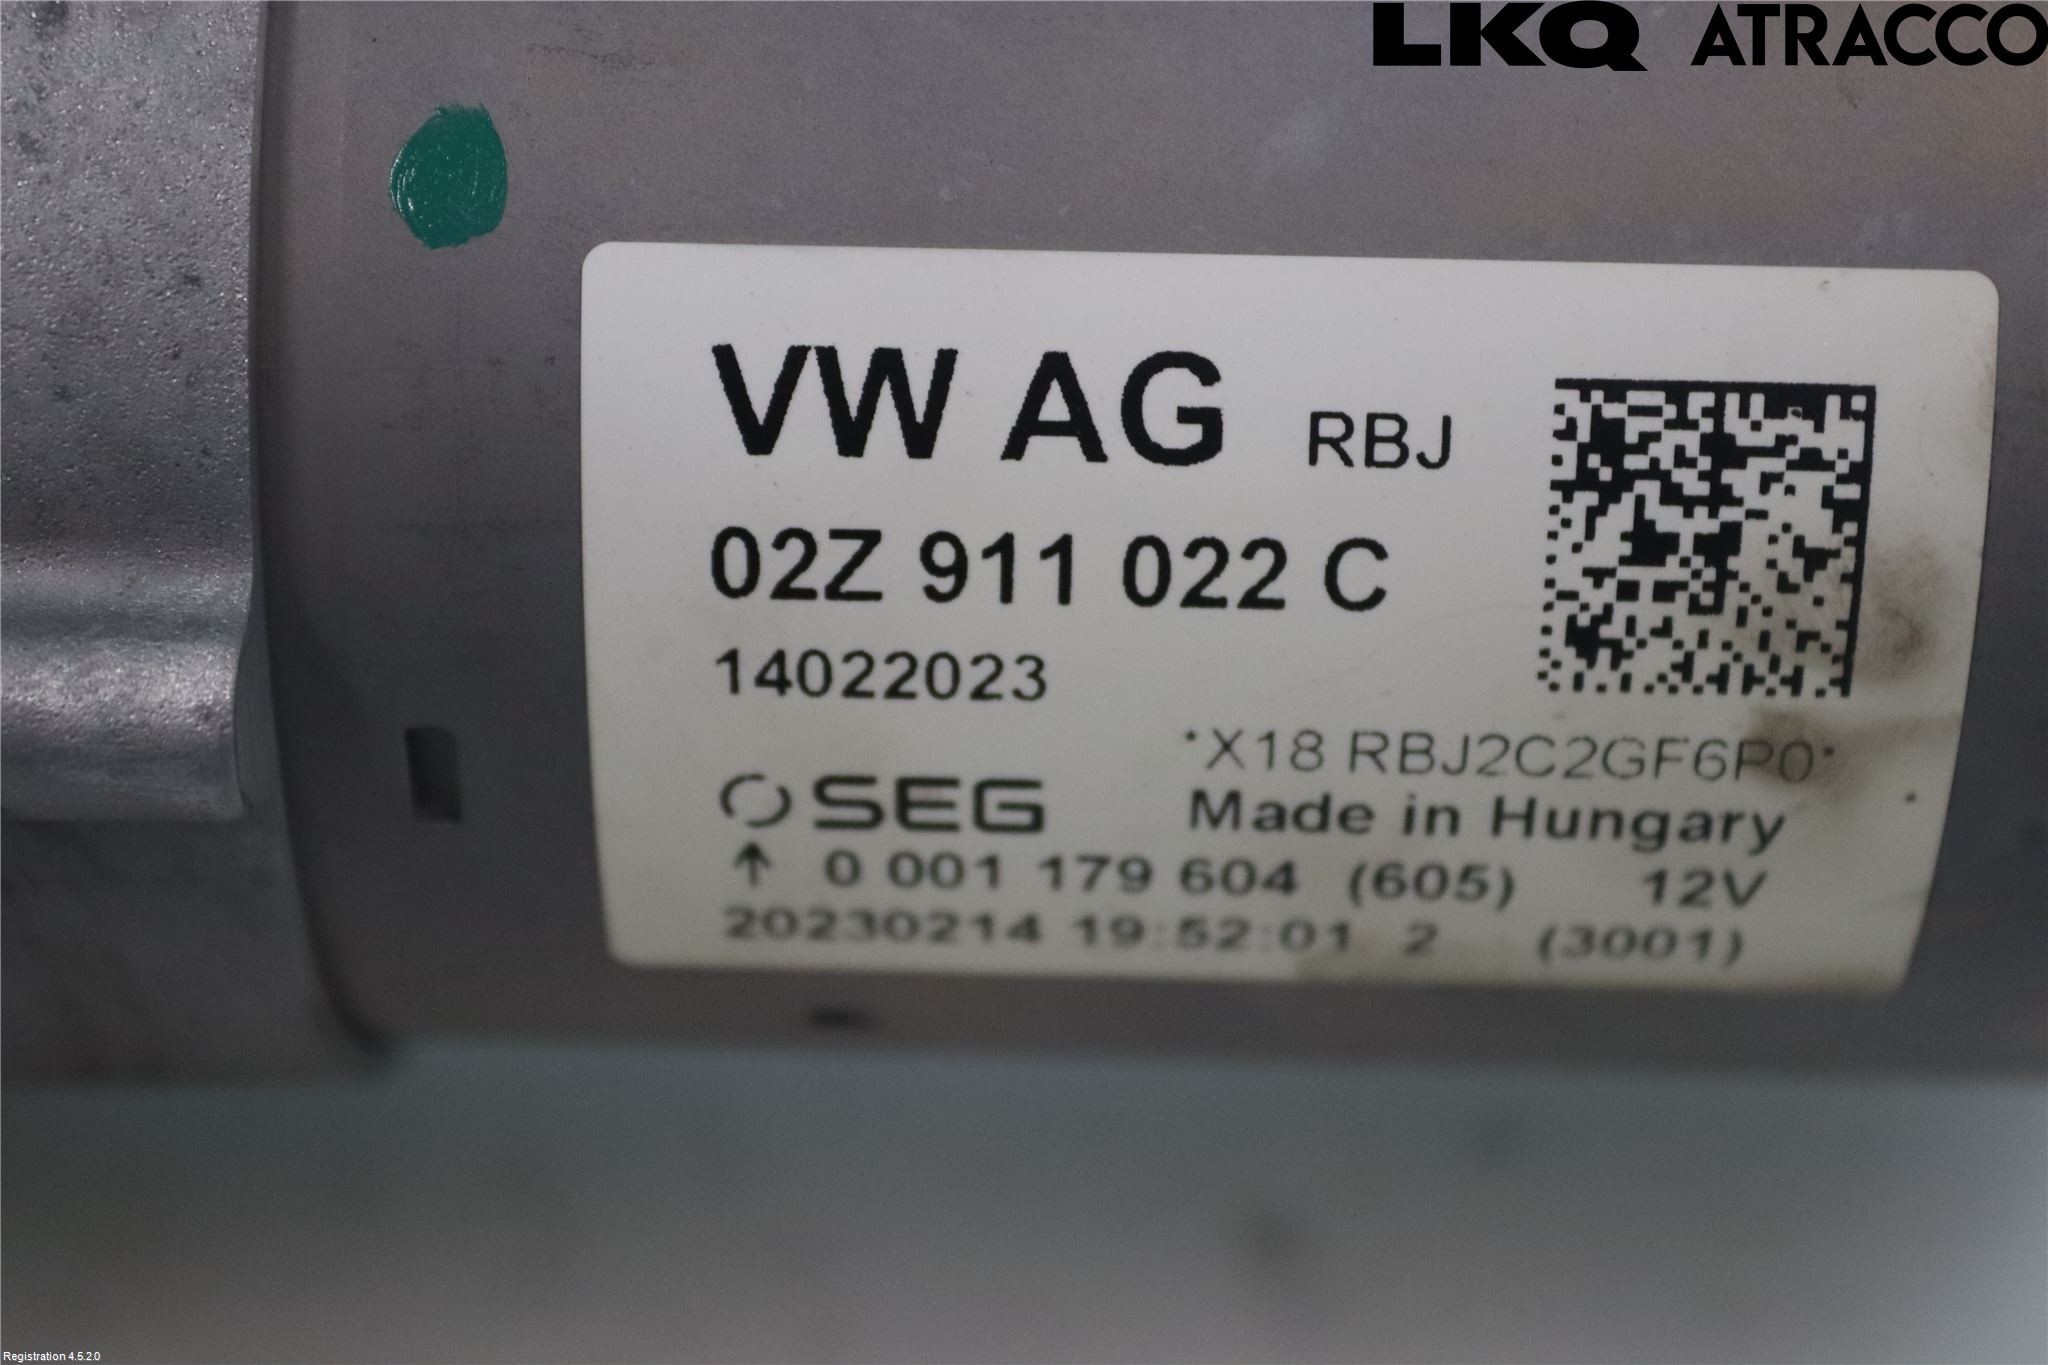 LKQ ATRACCO
VW AG RBJ
02Z 911 022 C
14022023
*X18 RBJ2C2GF6P0*
SEG Made in Hungary
↑ 0 001 179 604 (605) 12V
20230214 19:52:01 2 (3001)
Registration 4.5.2.0